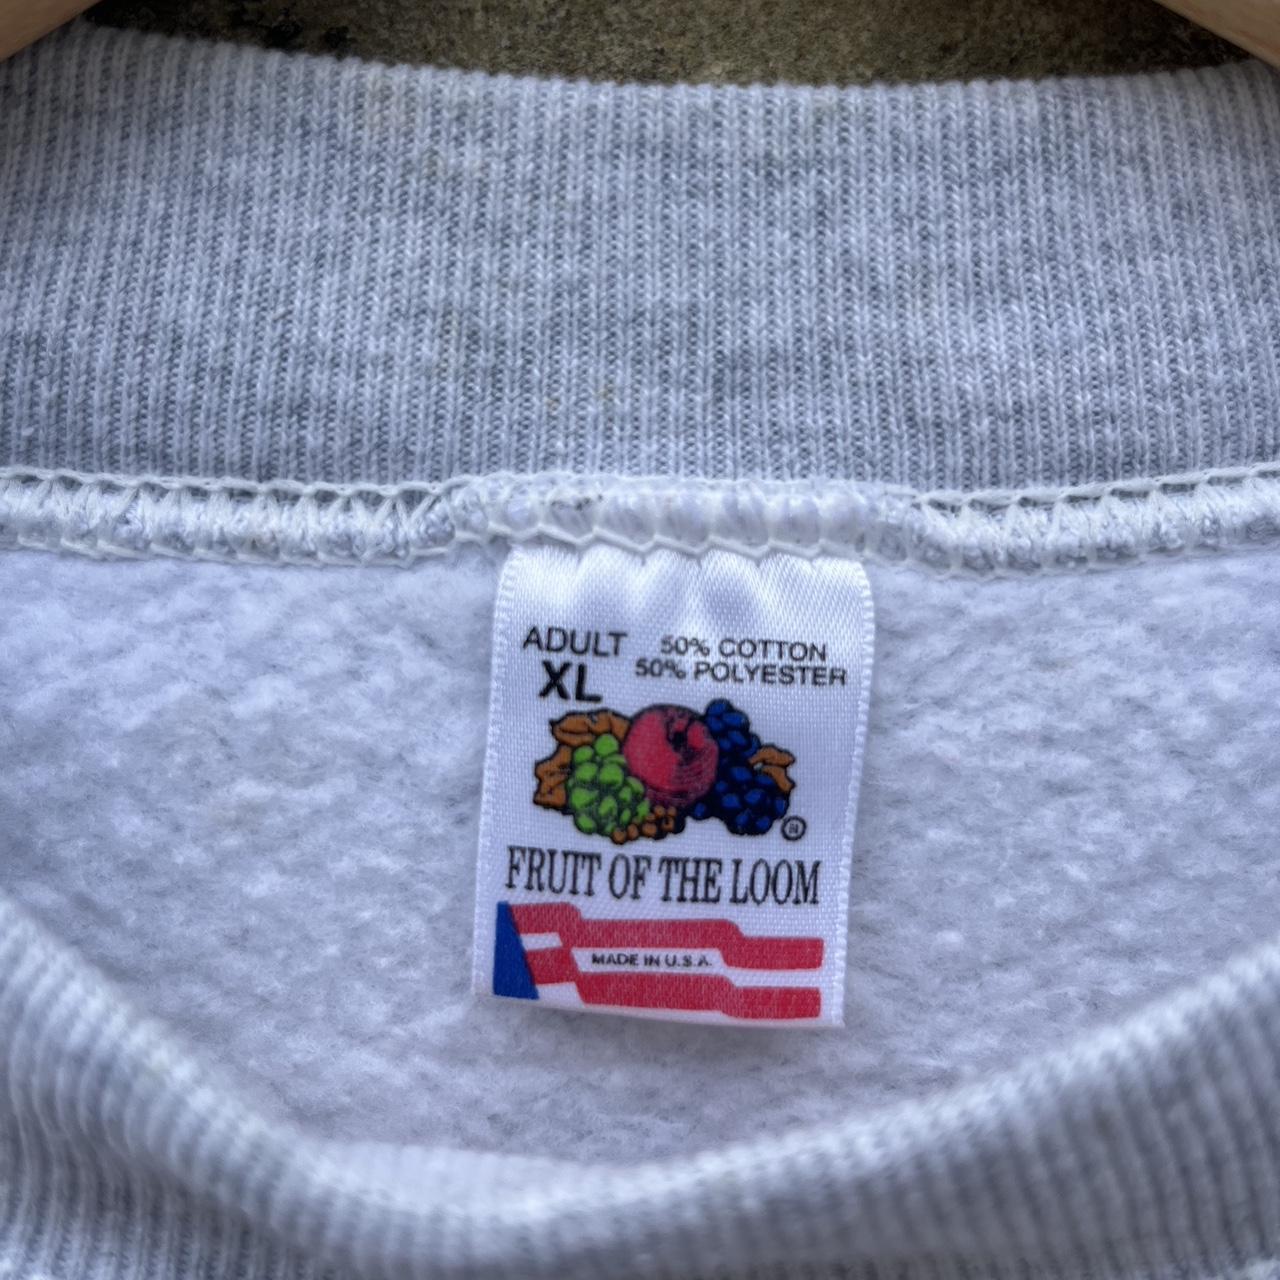 ADULT
XL
50% COTTON
50% POLYESTER
®
FRUIT OF THE LOOM
MADE IN U.S.A.